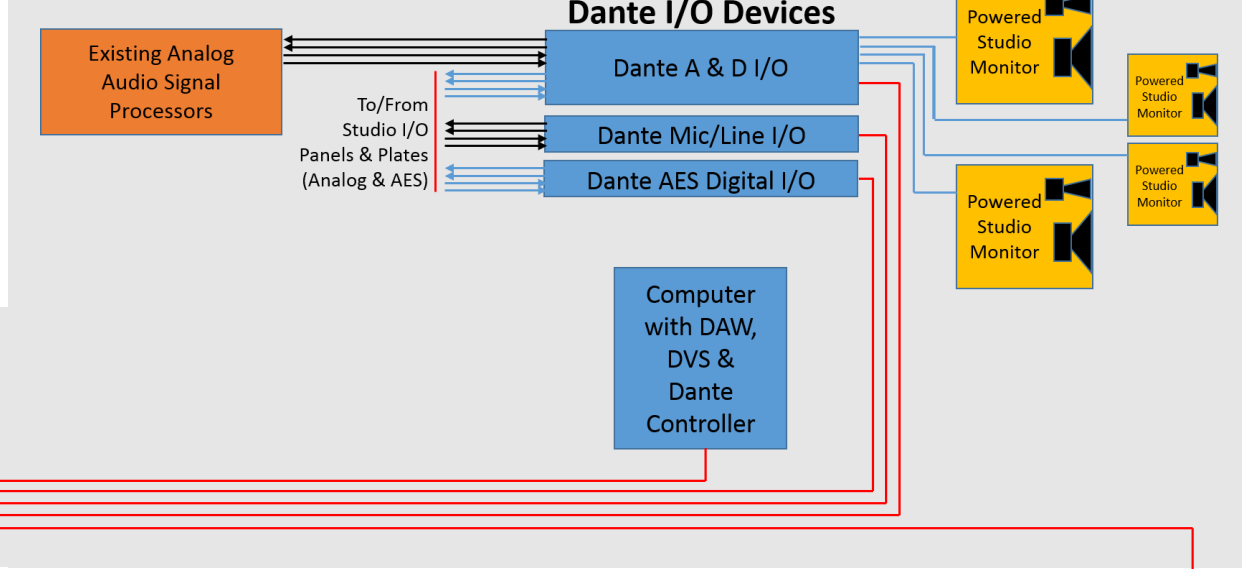 Dante I/O Devices
Existing Analog
Audio Signal
Processors
Dante A & D I/O
To/From
Studio I/O
Panels & Plates
(Analog & AES)
Dante Mic/Line I/O
Dante AES Digital I/O
Powered
Studio
Monitor
Powered
Studio
Monitor
Powered
Studio
Monitor
Powered
Studio
Monitor
Computer
with DAW,
DVS &
Dante
Controller